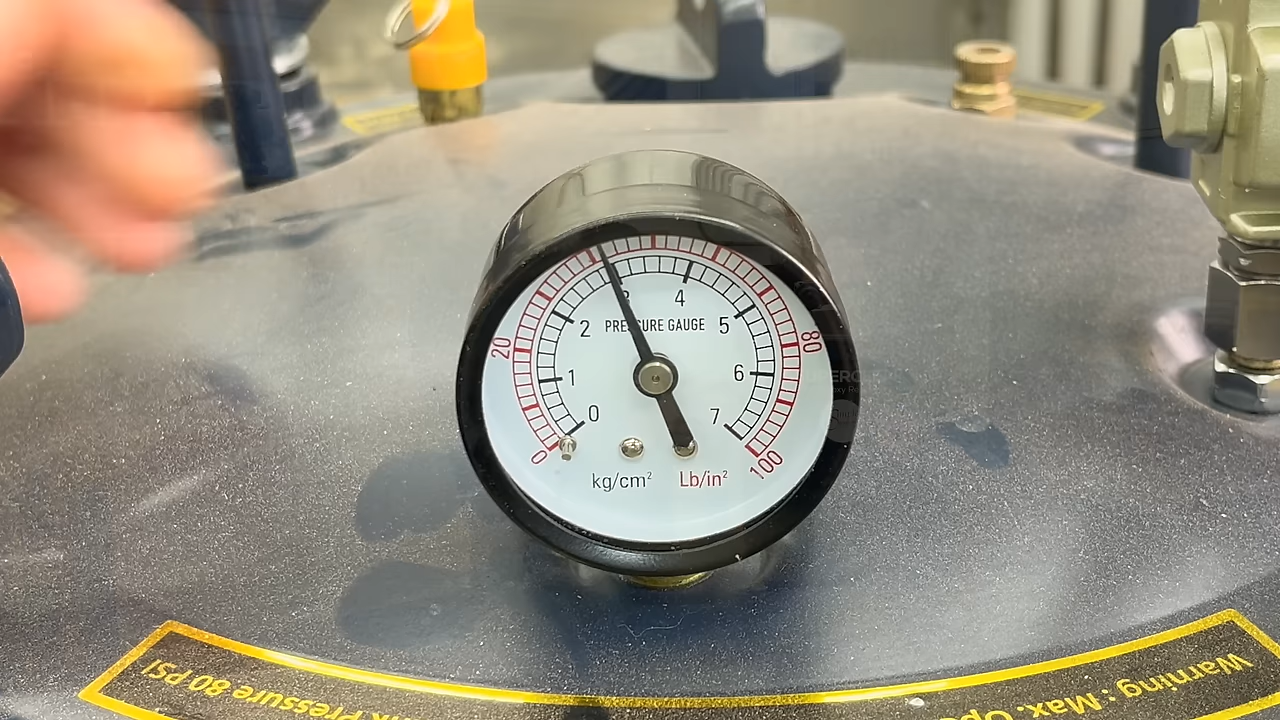 3 4
2 PRESSURE GAUGE 5
20 80
1 6
0 7
0 100
kg/cm² Lb/in²
Pressure 80 PSI
Warning : Max.